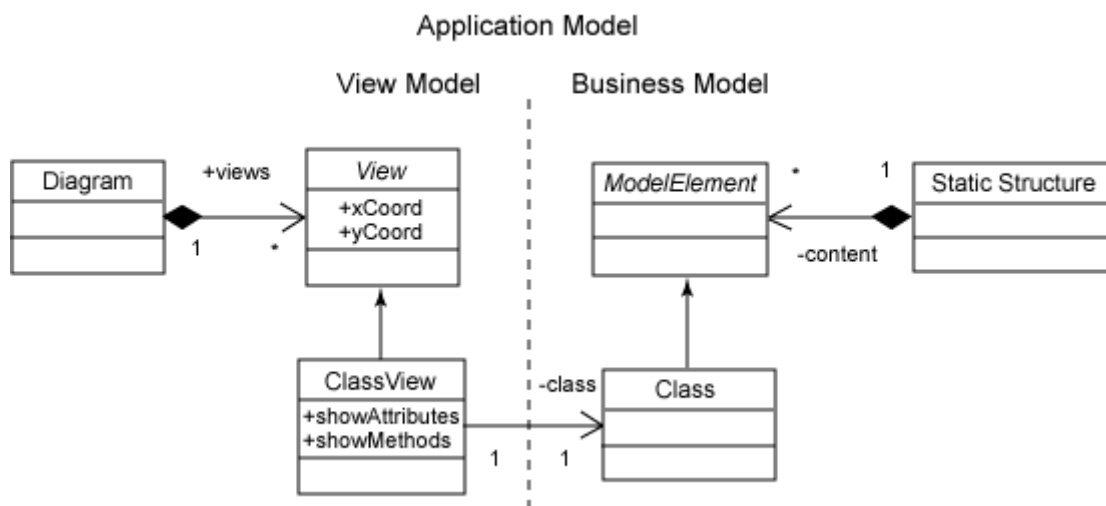 Application Model
View Model
Business Model
Diagram
+views
1
*
View
+xCoord
+yCoord
ModelElement
*
1
-content
Static Structure
ClassView
+showAttributes
+showMethods
1
-class
1
Class